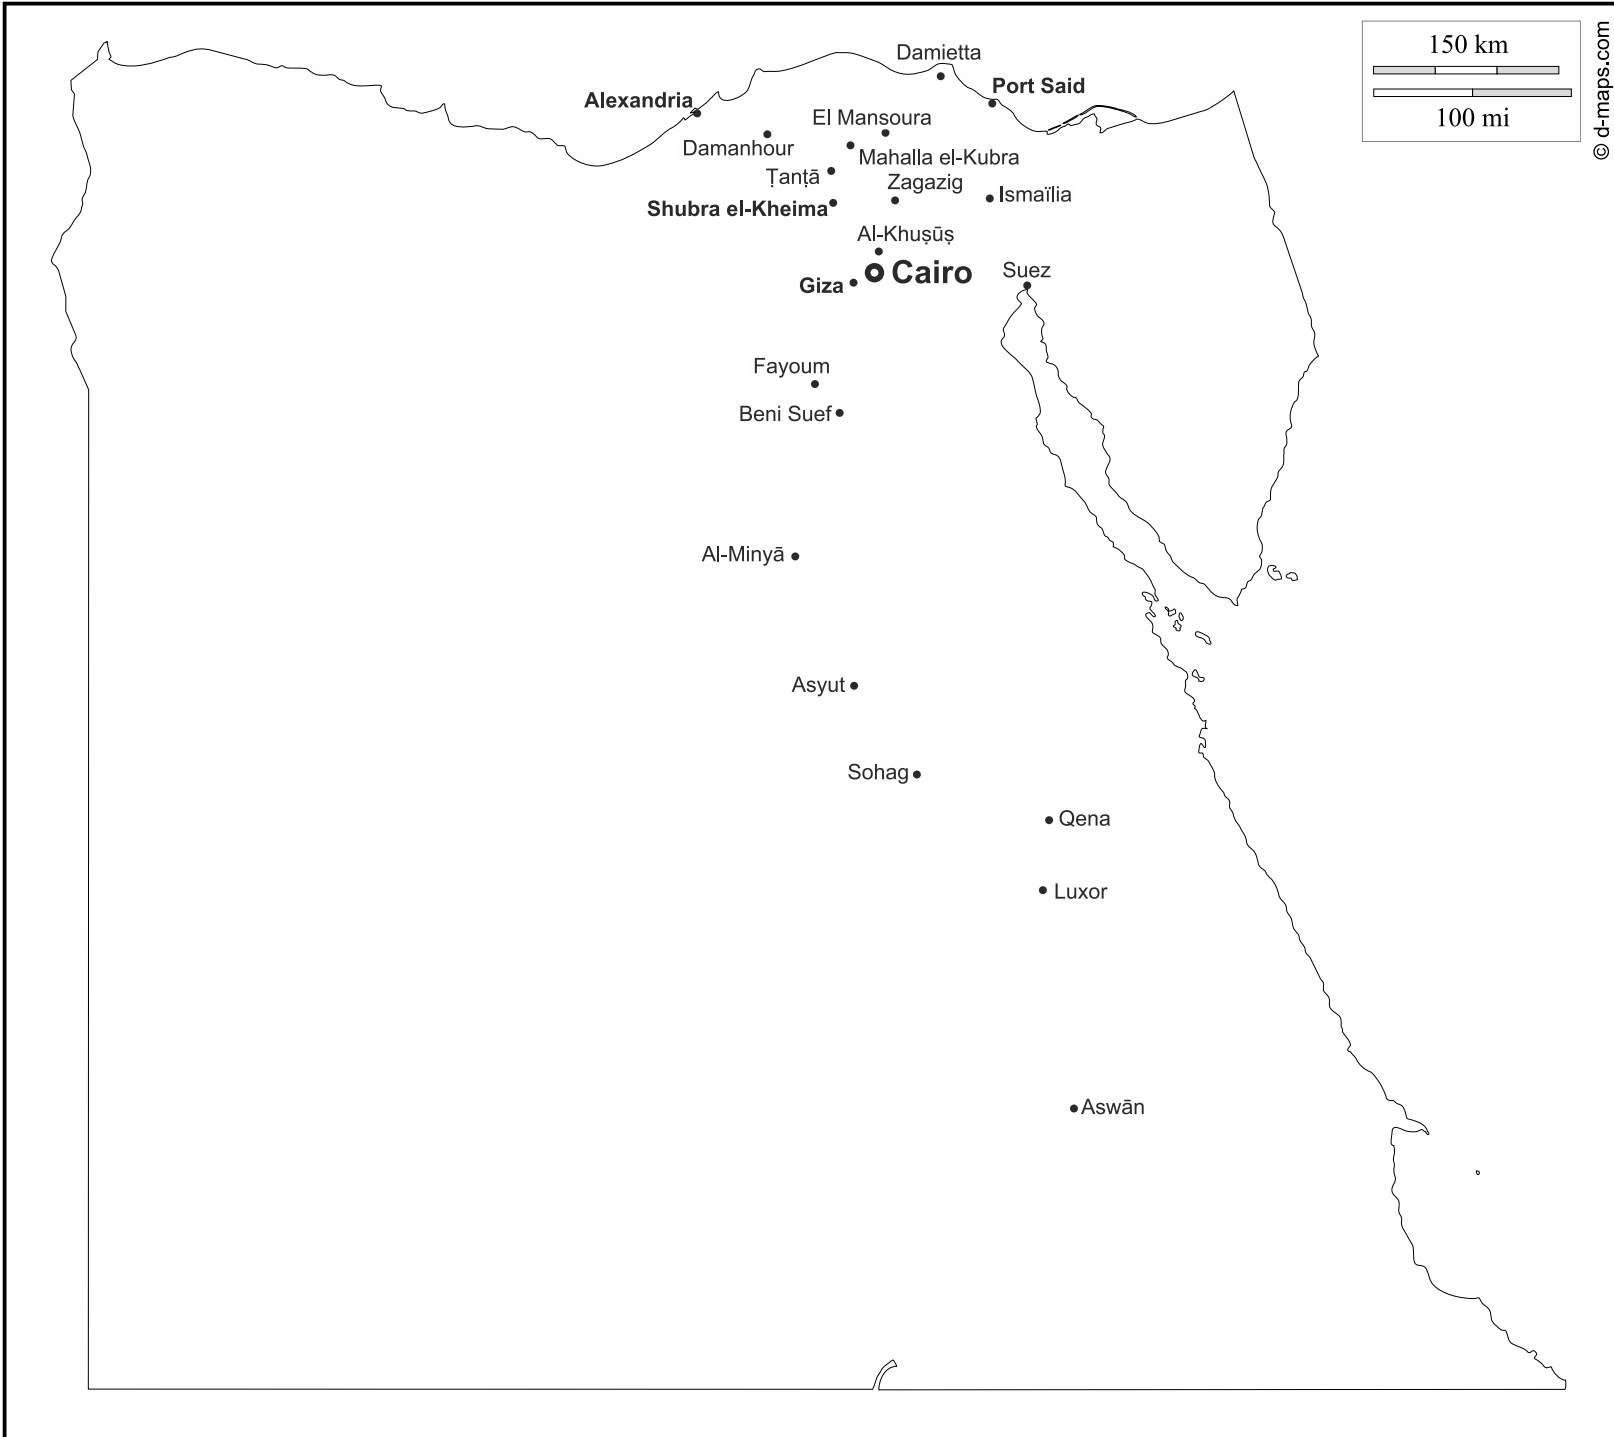 150 km
100 mi
© d-maps.com
Damietta
Port Said
Alexandria
El Mansoura
Damanhour
Mahalla el-Kubra
Ṭanṭā
Zagazig
Ismaïlia
Shubra el-Kheima
Al-Khuṣūṣ
Cairo
Suez
Giza
Fayoum
Beni Suef
Al-Minyā
Asyut
Sohag
Qena
Luxor
Aswān